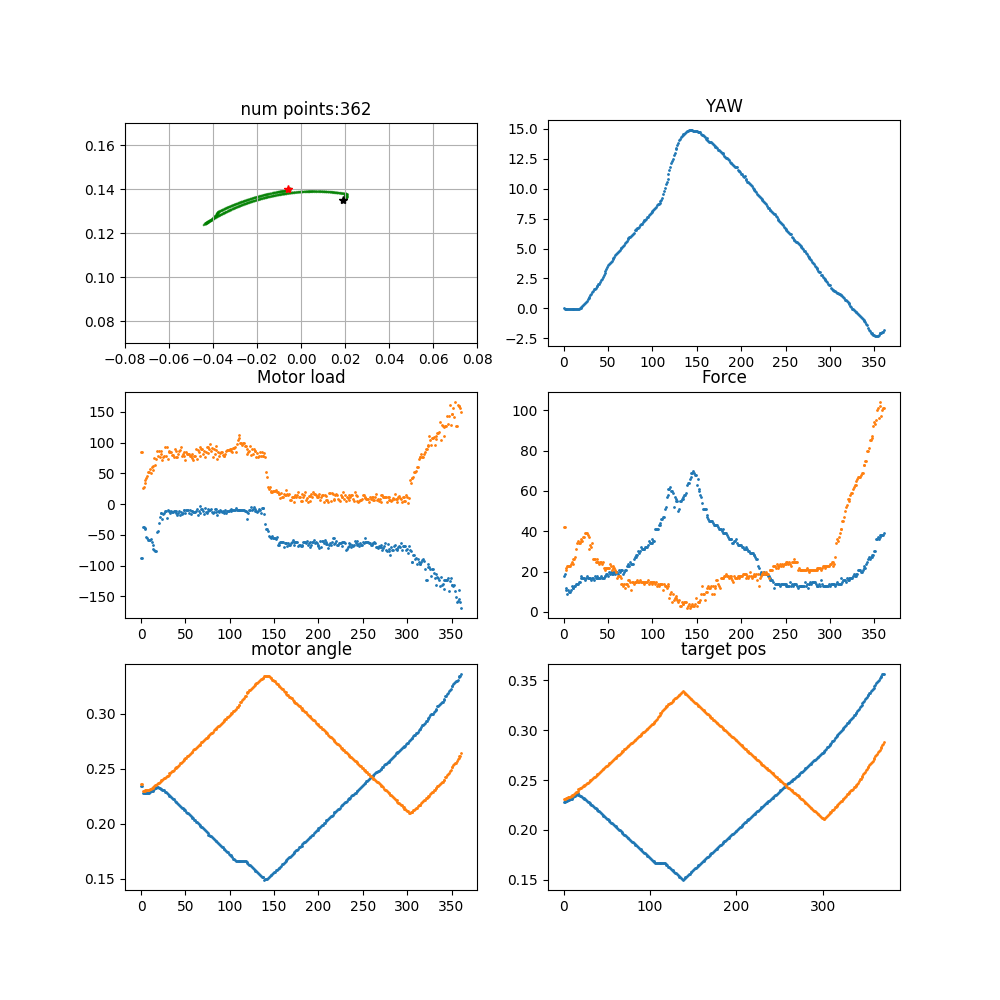 num points:362
0.16
0.14
0.12
0.10
0.08
−0.08 −0.06 −0.04 −0.02 0.00 0.02 0.04 0.06 0.08
YAW
15.0
12.5
10.0
7.5
5.0
2.5
0.0
−2.5
0 50 100 150 200 250 300 350
Motor load
150
100
50
0
−50
−100
−150
0 50 100 150 200 250 300 350
Force
100
80
60
40
20
0
0 50 100 150 200 250 300 350
motor angle
0.30
0.25
0.20
0.15
0 50 100 150 200 250 300 350
target pos
0.35
0.30
0.25
0.20
0.15
0 100 200 300